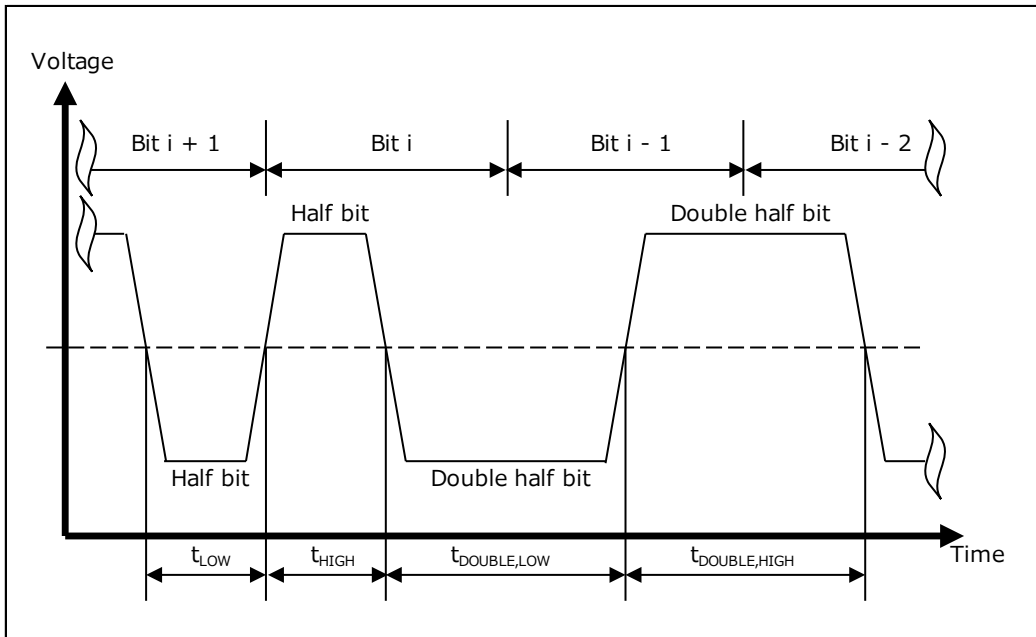 Voltage
Bit i + 1
Bit i
Bit i - 1
Bit i - 2
Half bit
Double half bit
Half bit
Double half bit
Time
tLOW
tHIGH
tDOUBLE,LOW
tDOUBLE,HIGH